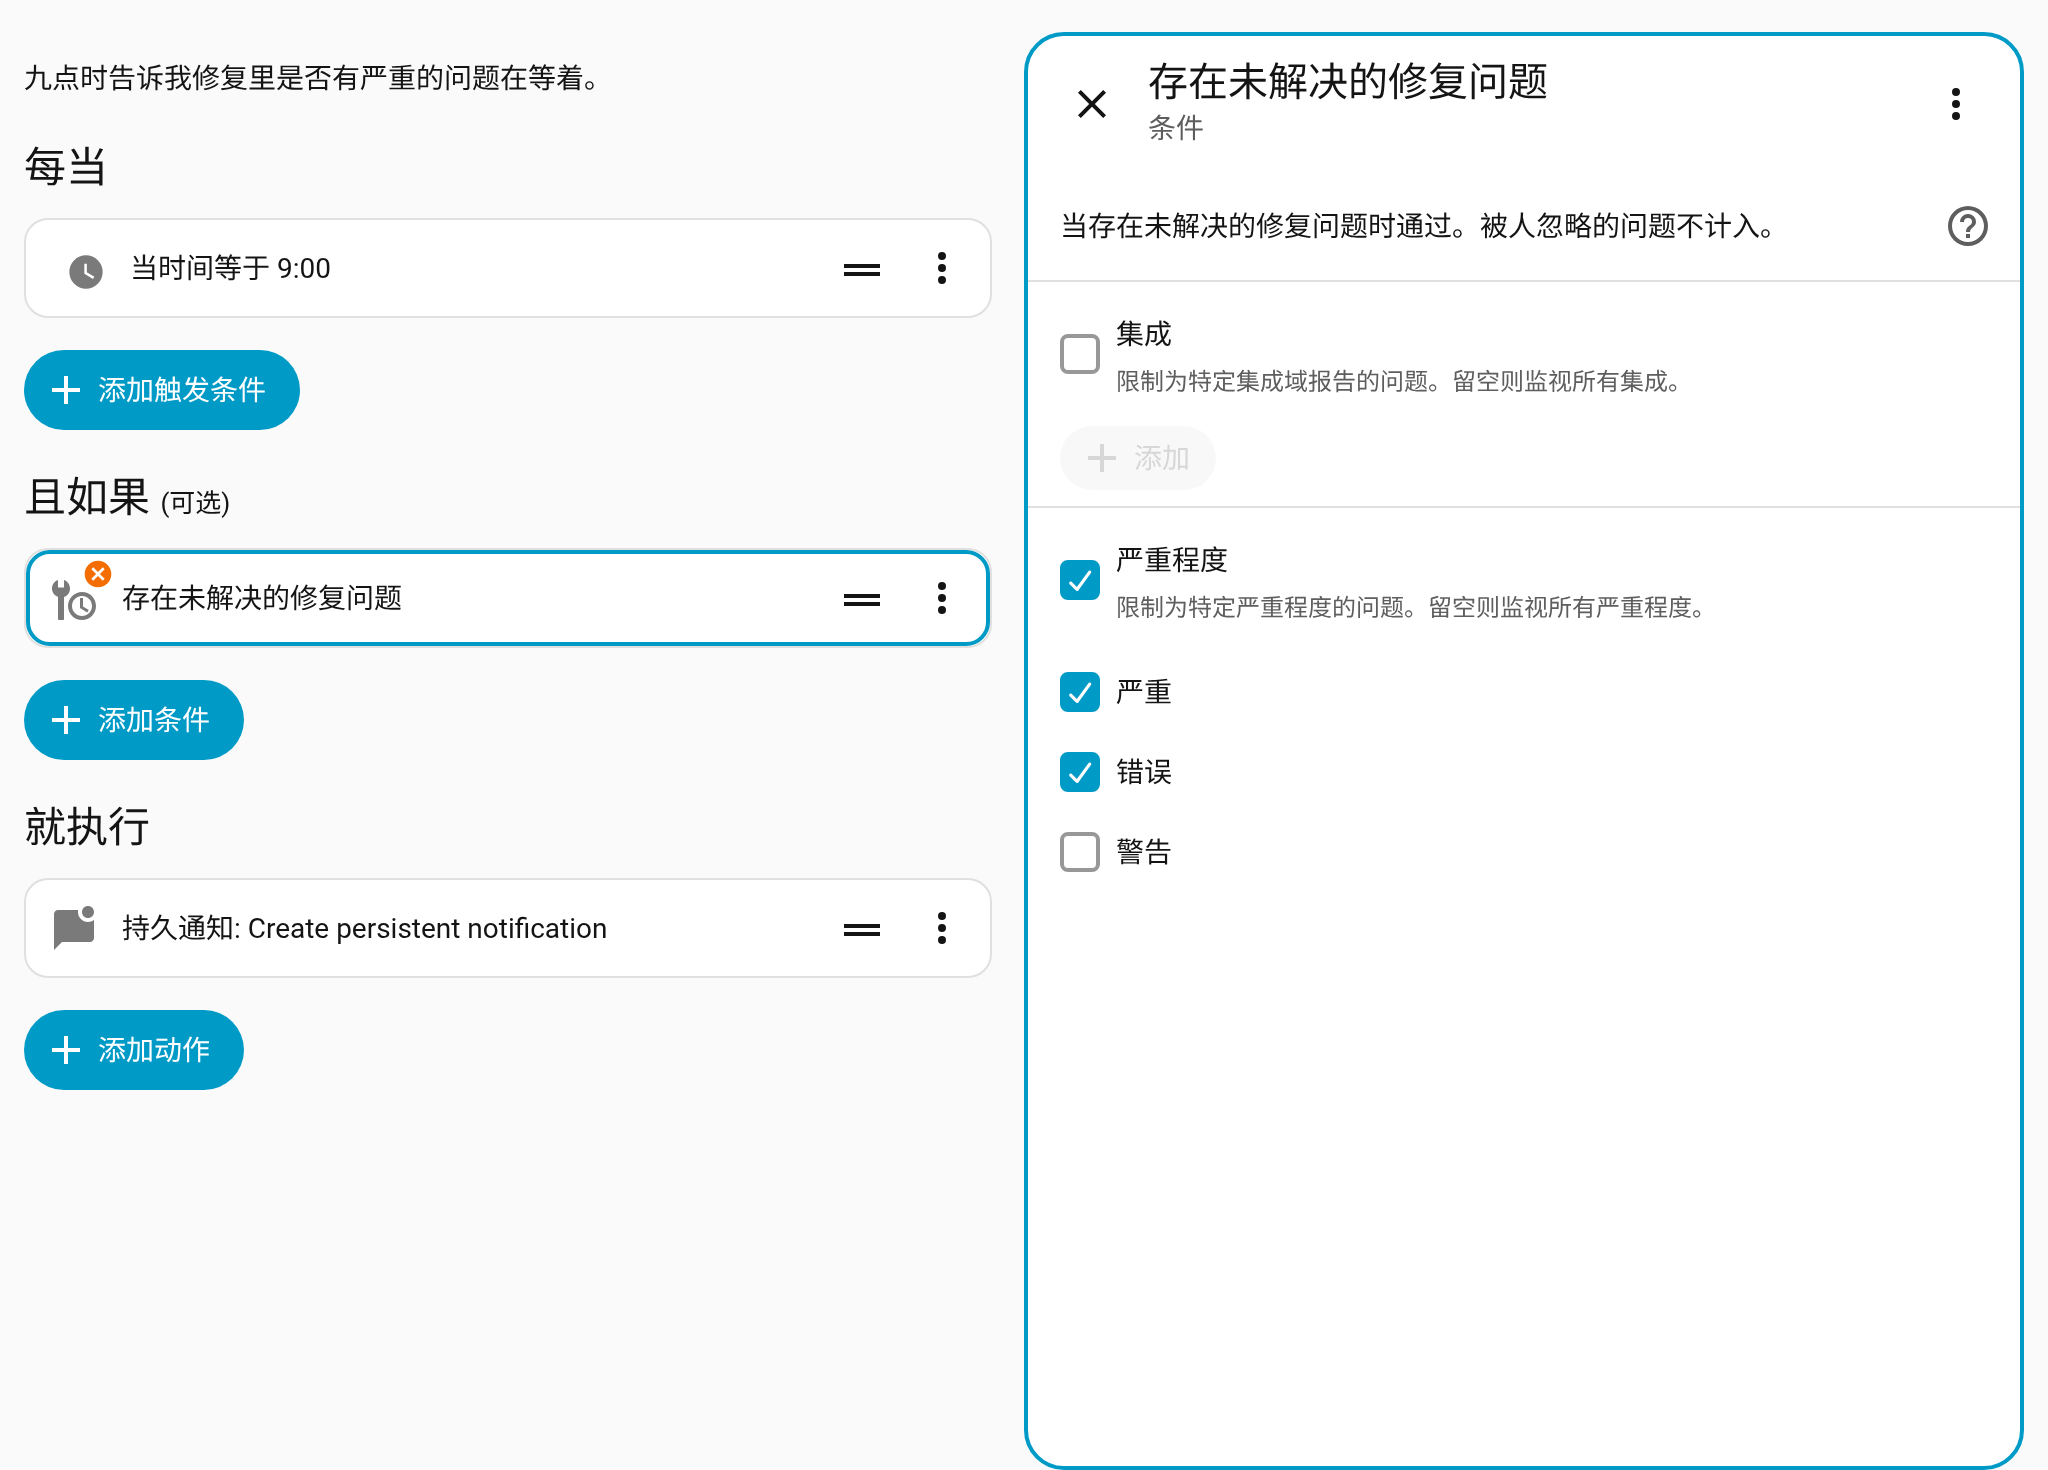 九点时告诉我修复里是否有严重的问题在等着。
每当
当时间等于 9:00
添加触发条件
且如果 (可选)
存在未解决的修复问题
添加条件
就执行
持久通知: Create persistent notification
添加动作
存在未解决的修复问题
条件
当存在未解决的修复问题时通过。被人忽略的问题不计入。
集成
限制为特定集成域报告的问题。留空则监视所有集成。
添加
严重程度
限制为特定严重程度的问题。留空则监视所有严重程度。
严重
错误
警告